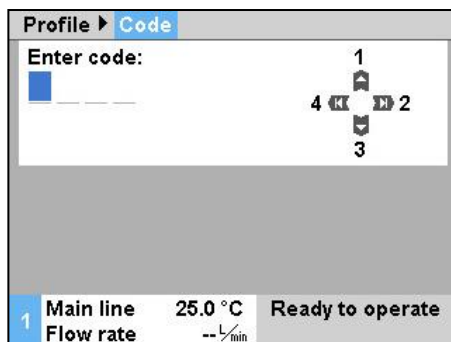 Profile ▶ Code
Enter code:
1
4 2
3
1 Main line 25.0 °C Ready to operate
Flow rate -- L/min